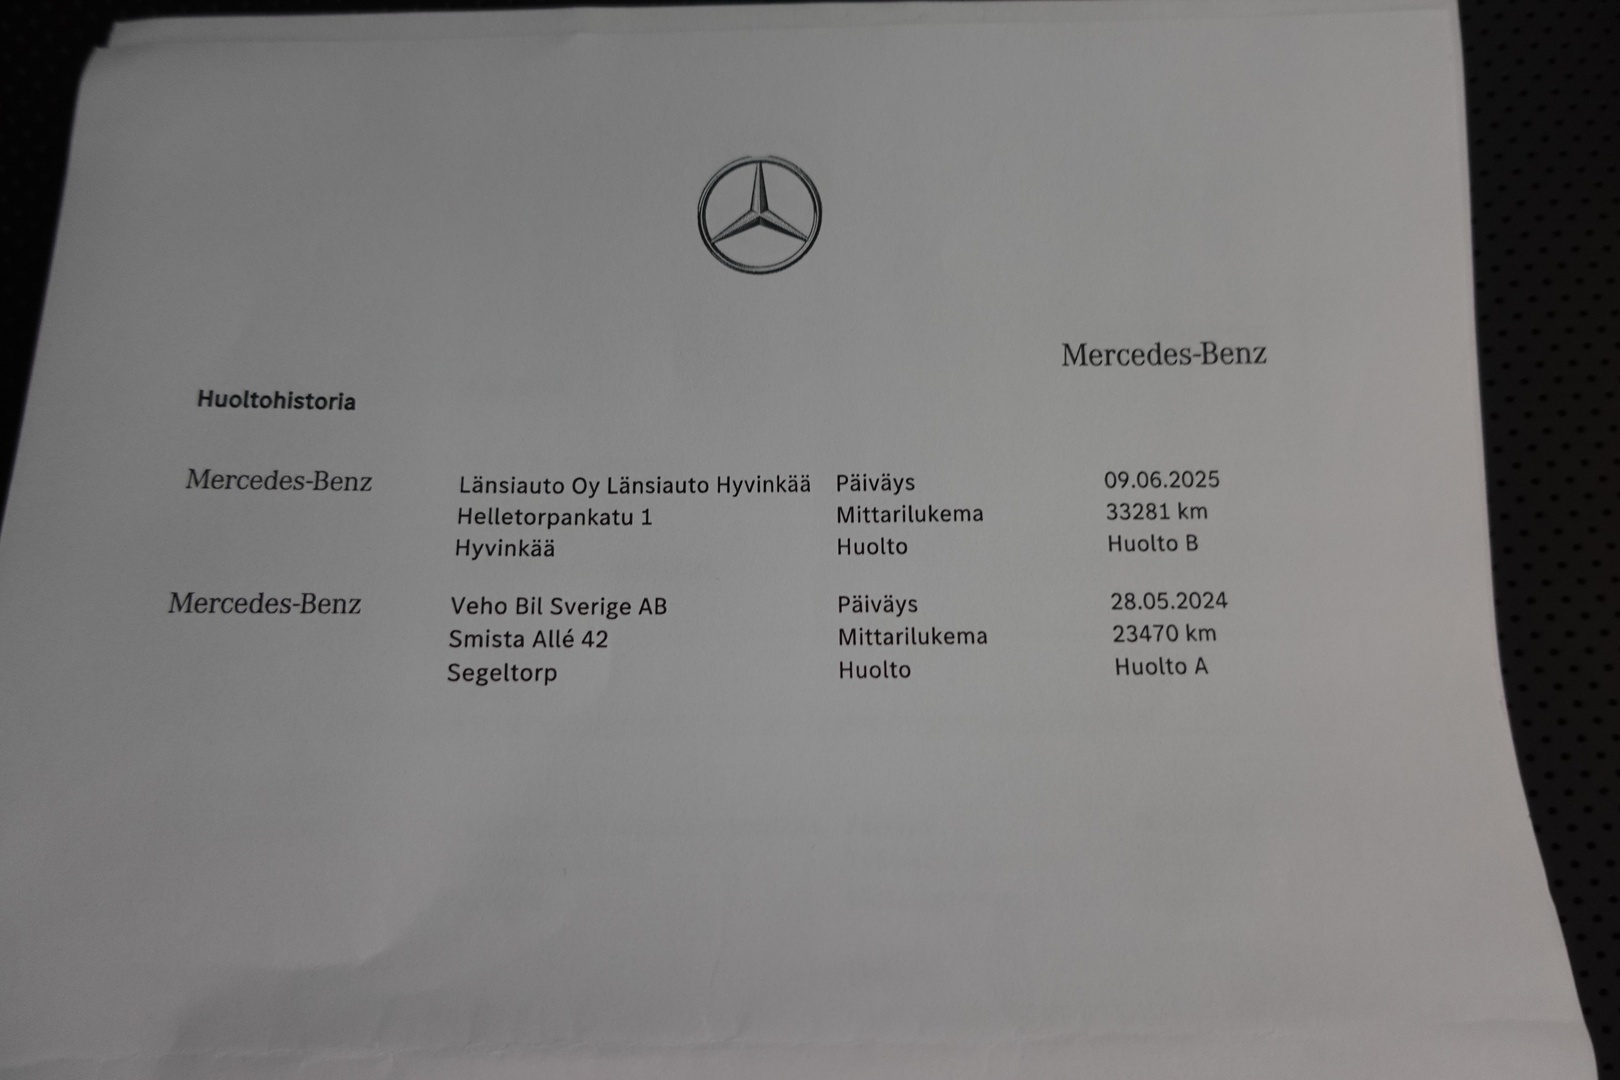 Mercedes-Benz
Huoltohistoria
Mercedes-Benz Länsiauto Oy Länsiauto Hyvinkää Päiväys 09.06.2025
Helletorpankatu 1 Mittarilukema 33281 km
Hyvinkää Huolto Huolto B
Mercedes-Benz Veho Bil Sverige AB Päiväys 28.05.2024
Smista Allé 42 Mittarilukema 23470 km
Segeltorp Huolto Huolto A